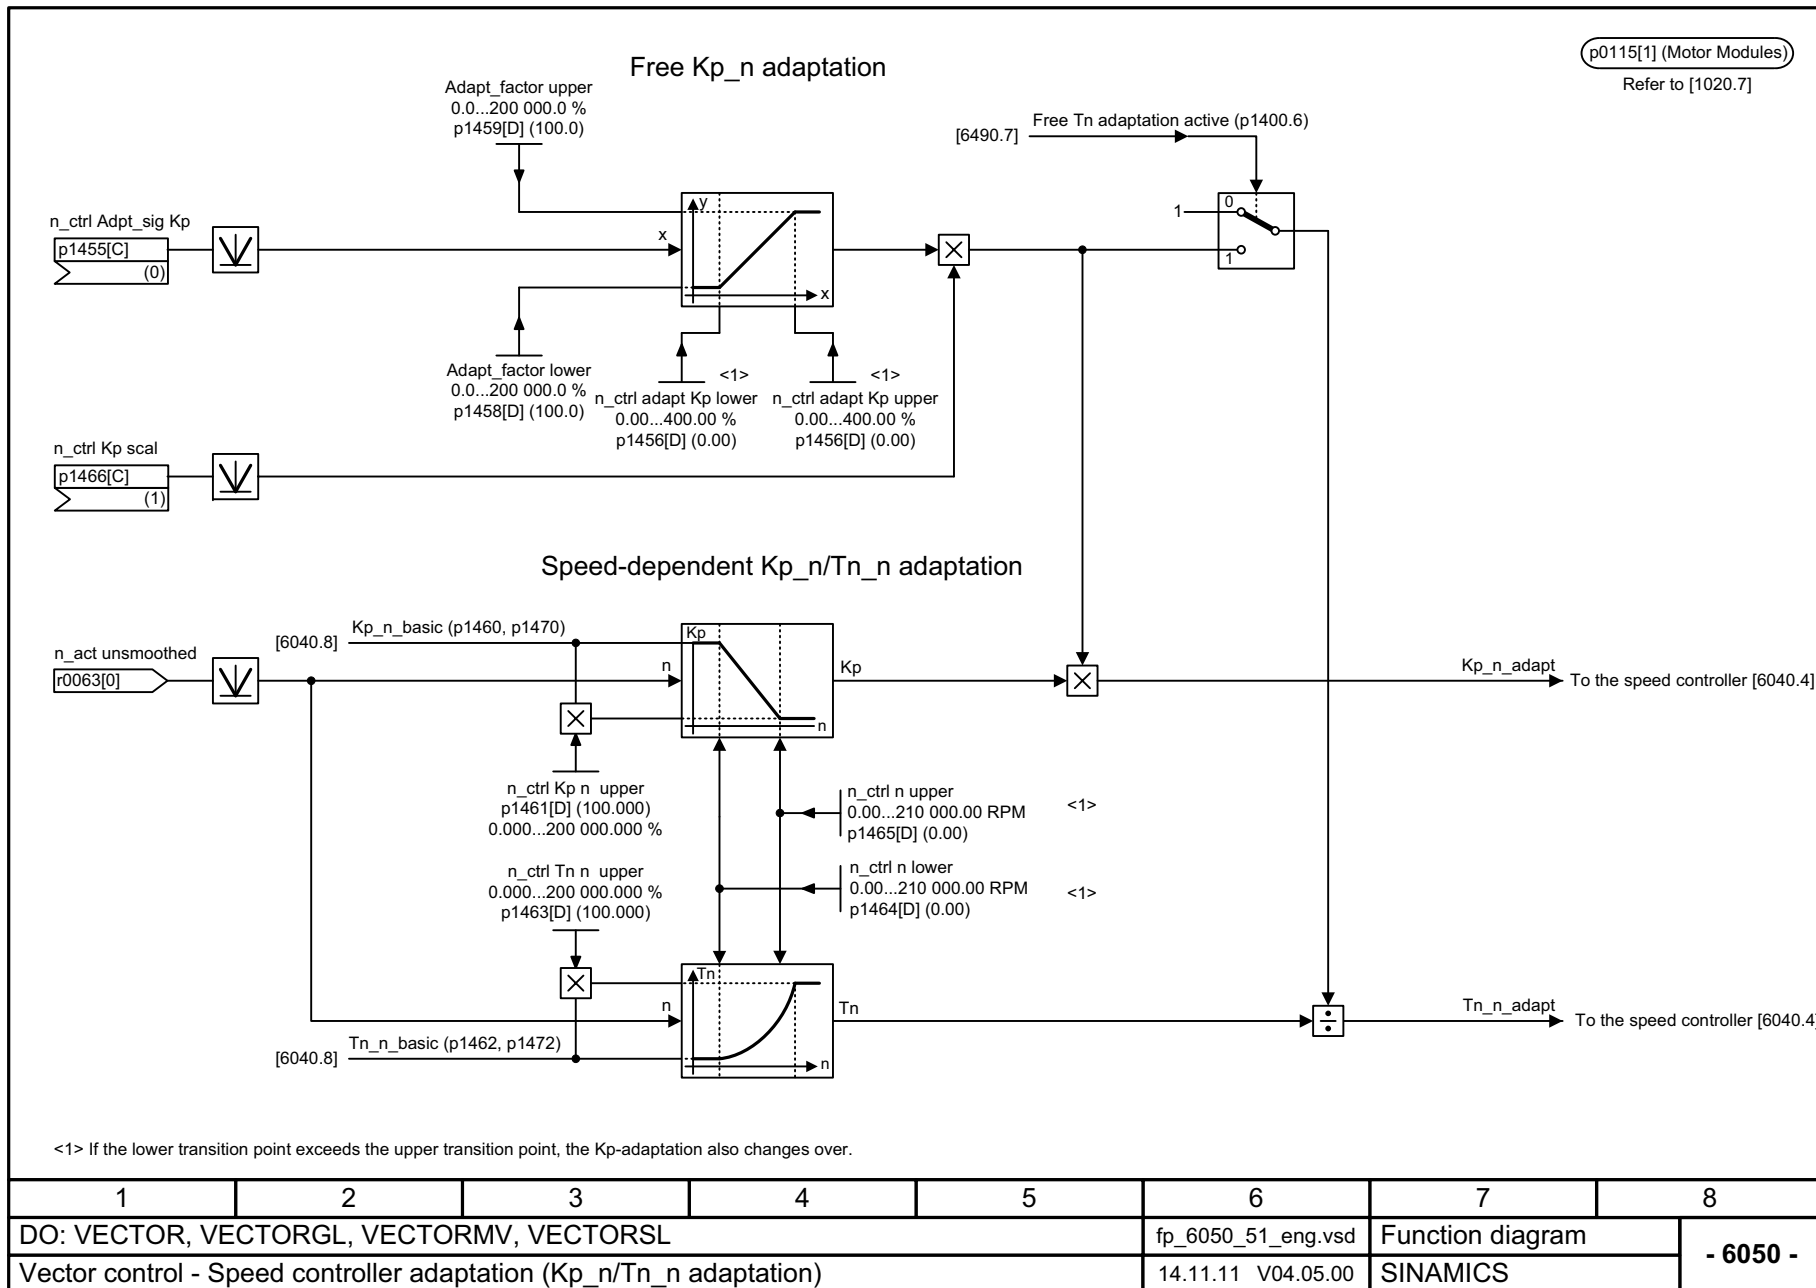 Free Kp_n adaptation
p0115[1] (Motor Modules)
Refer to [1020.7]
Adapt_factor upper
0.0...200 000.0 %
p1459[D] (100.0)
[6490.7]
Free Tn adaptation active (p1400.6)
n_ctrl Adpt_sig Kp
p1455[C]
(0)
x
y
x
1
0
1
Adapt_factor lower
0.0...200 000.0 %
p1458[D] (100.0)
<1>
n_ctrl adapt Kp lower
0.00...400.00 %
p1456[D] (0.00)
<1>
n_ctrl adapt Kp upper
0.00...400.00 %
p1456[D] (0.00)
n_ctrl Kp scal
p1466[C]
(1)
Speed-dependent Kp_n/Tn_n adaptation
[6040.8]
Kp_n_basic (p1460, p1470)
n_act unsmoothed
r0063[0]
n
Kp
n
Kp
Kp_n_adapt
To the speed controller [6040.4]
n_ctrl Kp n upper
p1461[D] (100.000)
0.000...200 000.000 %
n_ctrl n upper
0.00...210 000.00 RPM
p1465[D] (0.00)
<1>
n_ctrl Tn n upper
0.000...200 000.000 %
p1463[D] (100.000)
n_ctrl n lower
0.00...210 000.00 RPM
p1464[D] (0.00)
<1>
n
Tn
n
Tn
Tn_n_adapt
To the speed controller [6040.4]
[6040.8]
Tn_n_basic (p1462, p1472)
<1> If the lower transition point exceeds the upper transition point, the Kp-adaptation also changes over.
1 2 3 4 5 6 7 8
DO: VECTOR, VECTORGL, VECTORMV, VECTORSL
fp_6050_51_eng.vsd
Function diagram
- 6050 -
Vector control - Speed controller adaptation (Kp_n/Tn_n adaptation)
14.11.11 V04.05.00
SINAMICS